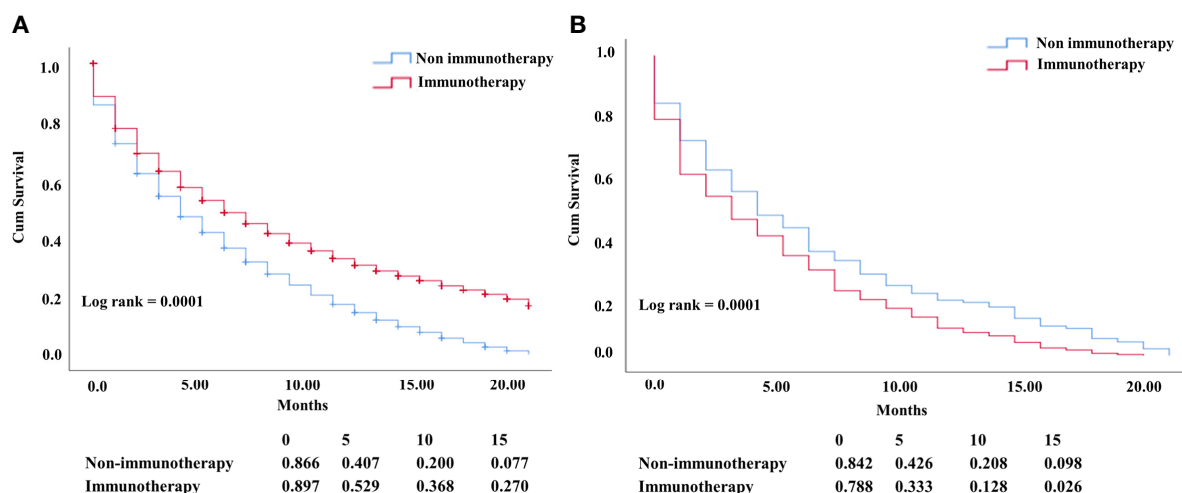 A
Non immunotherapy
Immunotherapy
1.0
0.8
0.6
0.4
0.2
0.0
Cum Survival
Log rank = 0.0001
0.0 5.00 10.00 15.00 20.00
Months
0 5 10 15
Non-immunotherapy 0.866 0.407 0.200 0.077
Immunotherapy 0.897 0.529 0.368 0.270
B
Non immunotherapy
Immunotherapy
1.0
0.8
0.6
0.4
0.2
0.0
Cum Survival
Log rank = 0.0001
0.0 5.00 10.00 15.00 20.00
Months
0 5 10 15
Non-immunotherapy 0.842 0.426 0.208 0.098
Immunotherapy 0.788 0.333 0.128 0.026